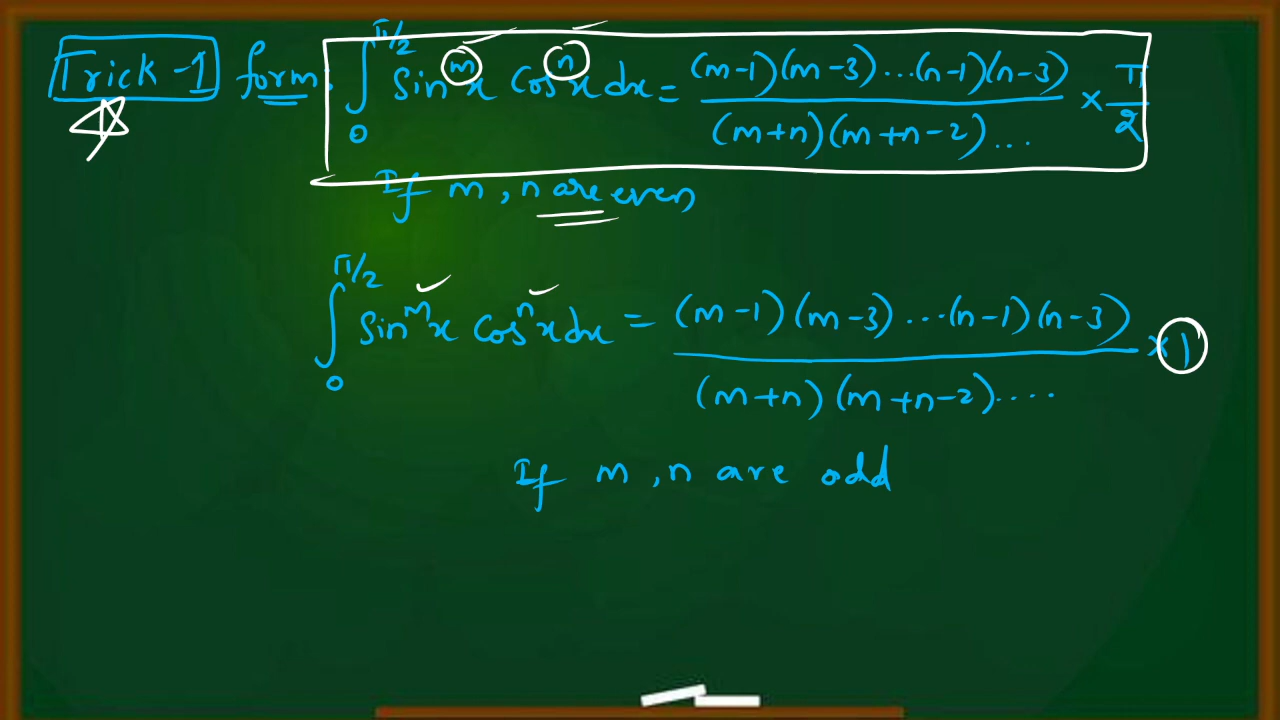 Trick-1 form: ∫₀^{π/2} sin^m x cos^n x dx = (m-1)(m-3)...(n-1)(n-3) / (m+n)(m+n-2)... × π/2
If m, n are even
∫₀^{π/2} sin^m x cos^n x dx = (m-1)(m-3)...(n-1)(n-3) / (m+n)(m+n-2).... × 1
If m, n are odd